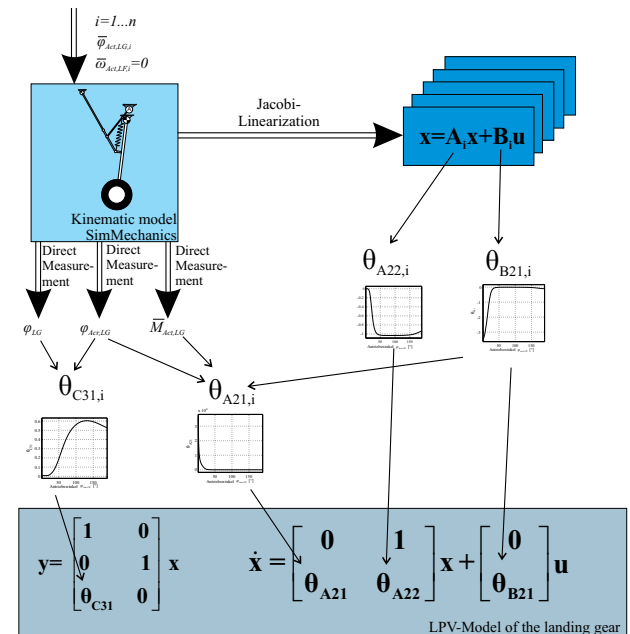 i=1...n
φ̅Act,LG,i
ω̅Act,LF,i=0
Jacobi-
Linearization
x=Aix+Biu
Kinematic model
SimMechanics
Direct
Measure-
ment
Direct
Measure-
ment
Direct
Measure-
ment
θA22,i
θB21,i
φLG
φAct,LG
M̅Act,LG
θC31,i
θA21,i
y= [1 0
0 1
θC31 0] x
ẋ = [0 1
θA21 θA22] x + [0
θB21] u
LPV-Model of the landing gear